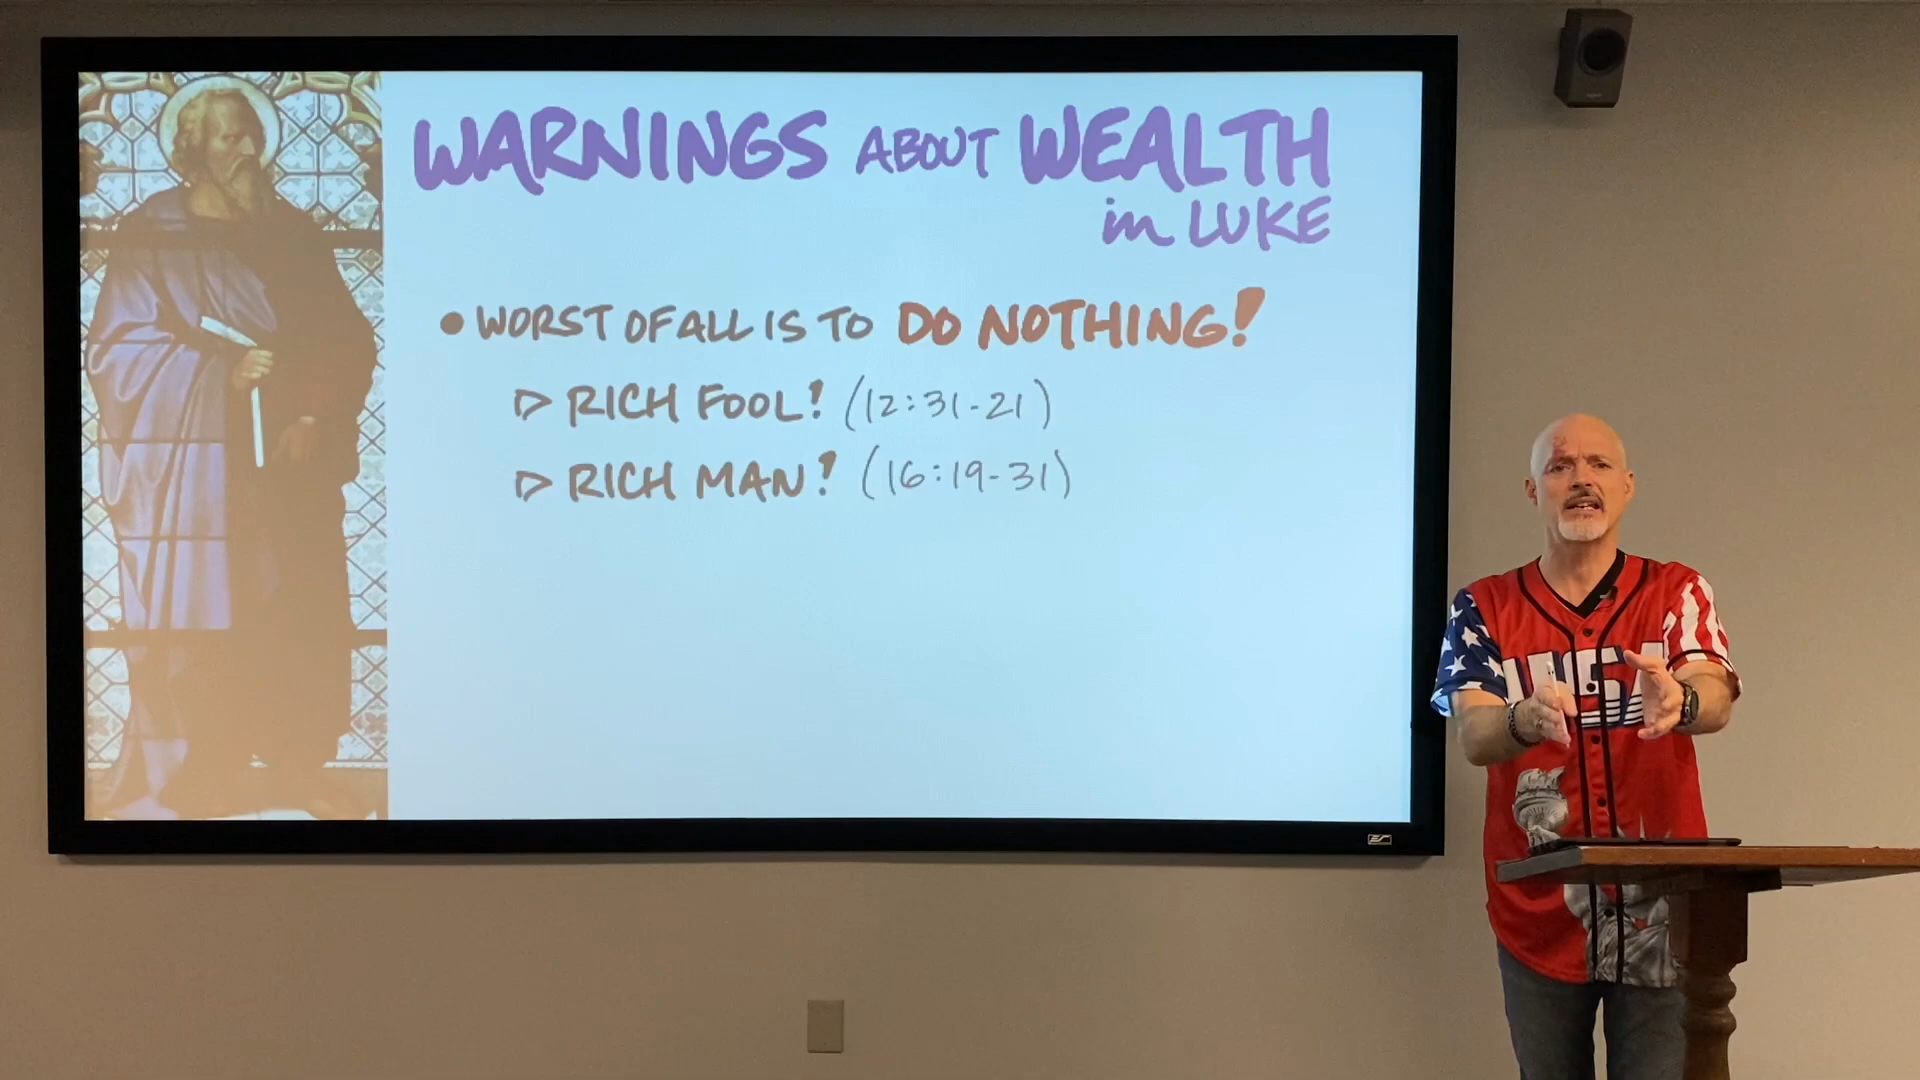 WARNINGS ABOUT WEALTH
in LUKE
• WORST OF ALL IS TO DO NOTHING!
▷ RICH FOOL! (12:31-21)
▷ RICH MAN! (16:19-31)
USA